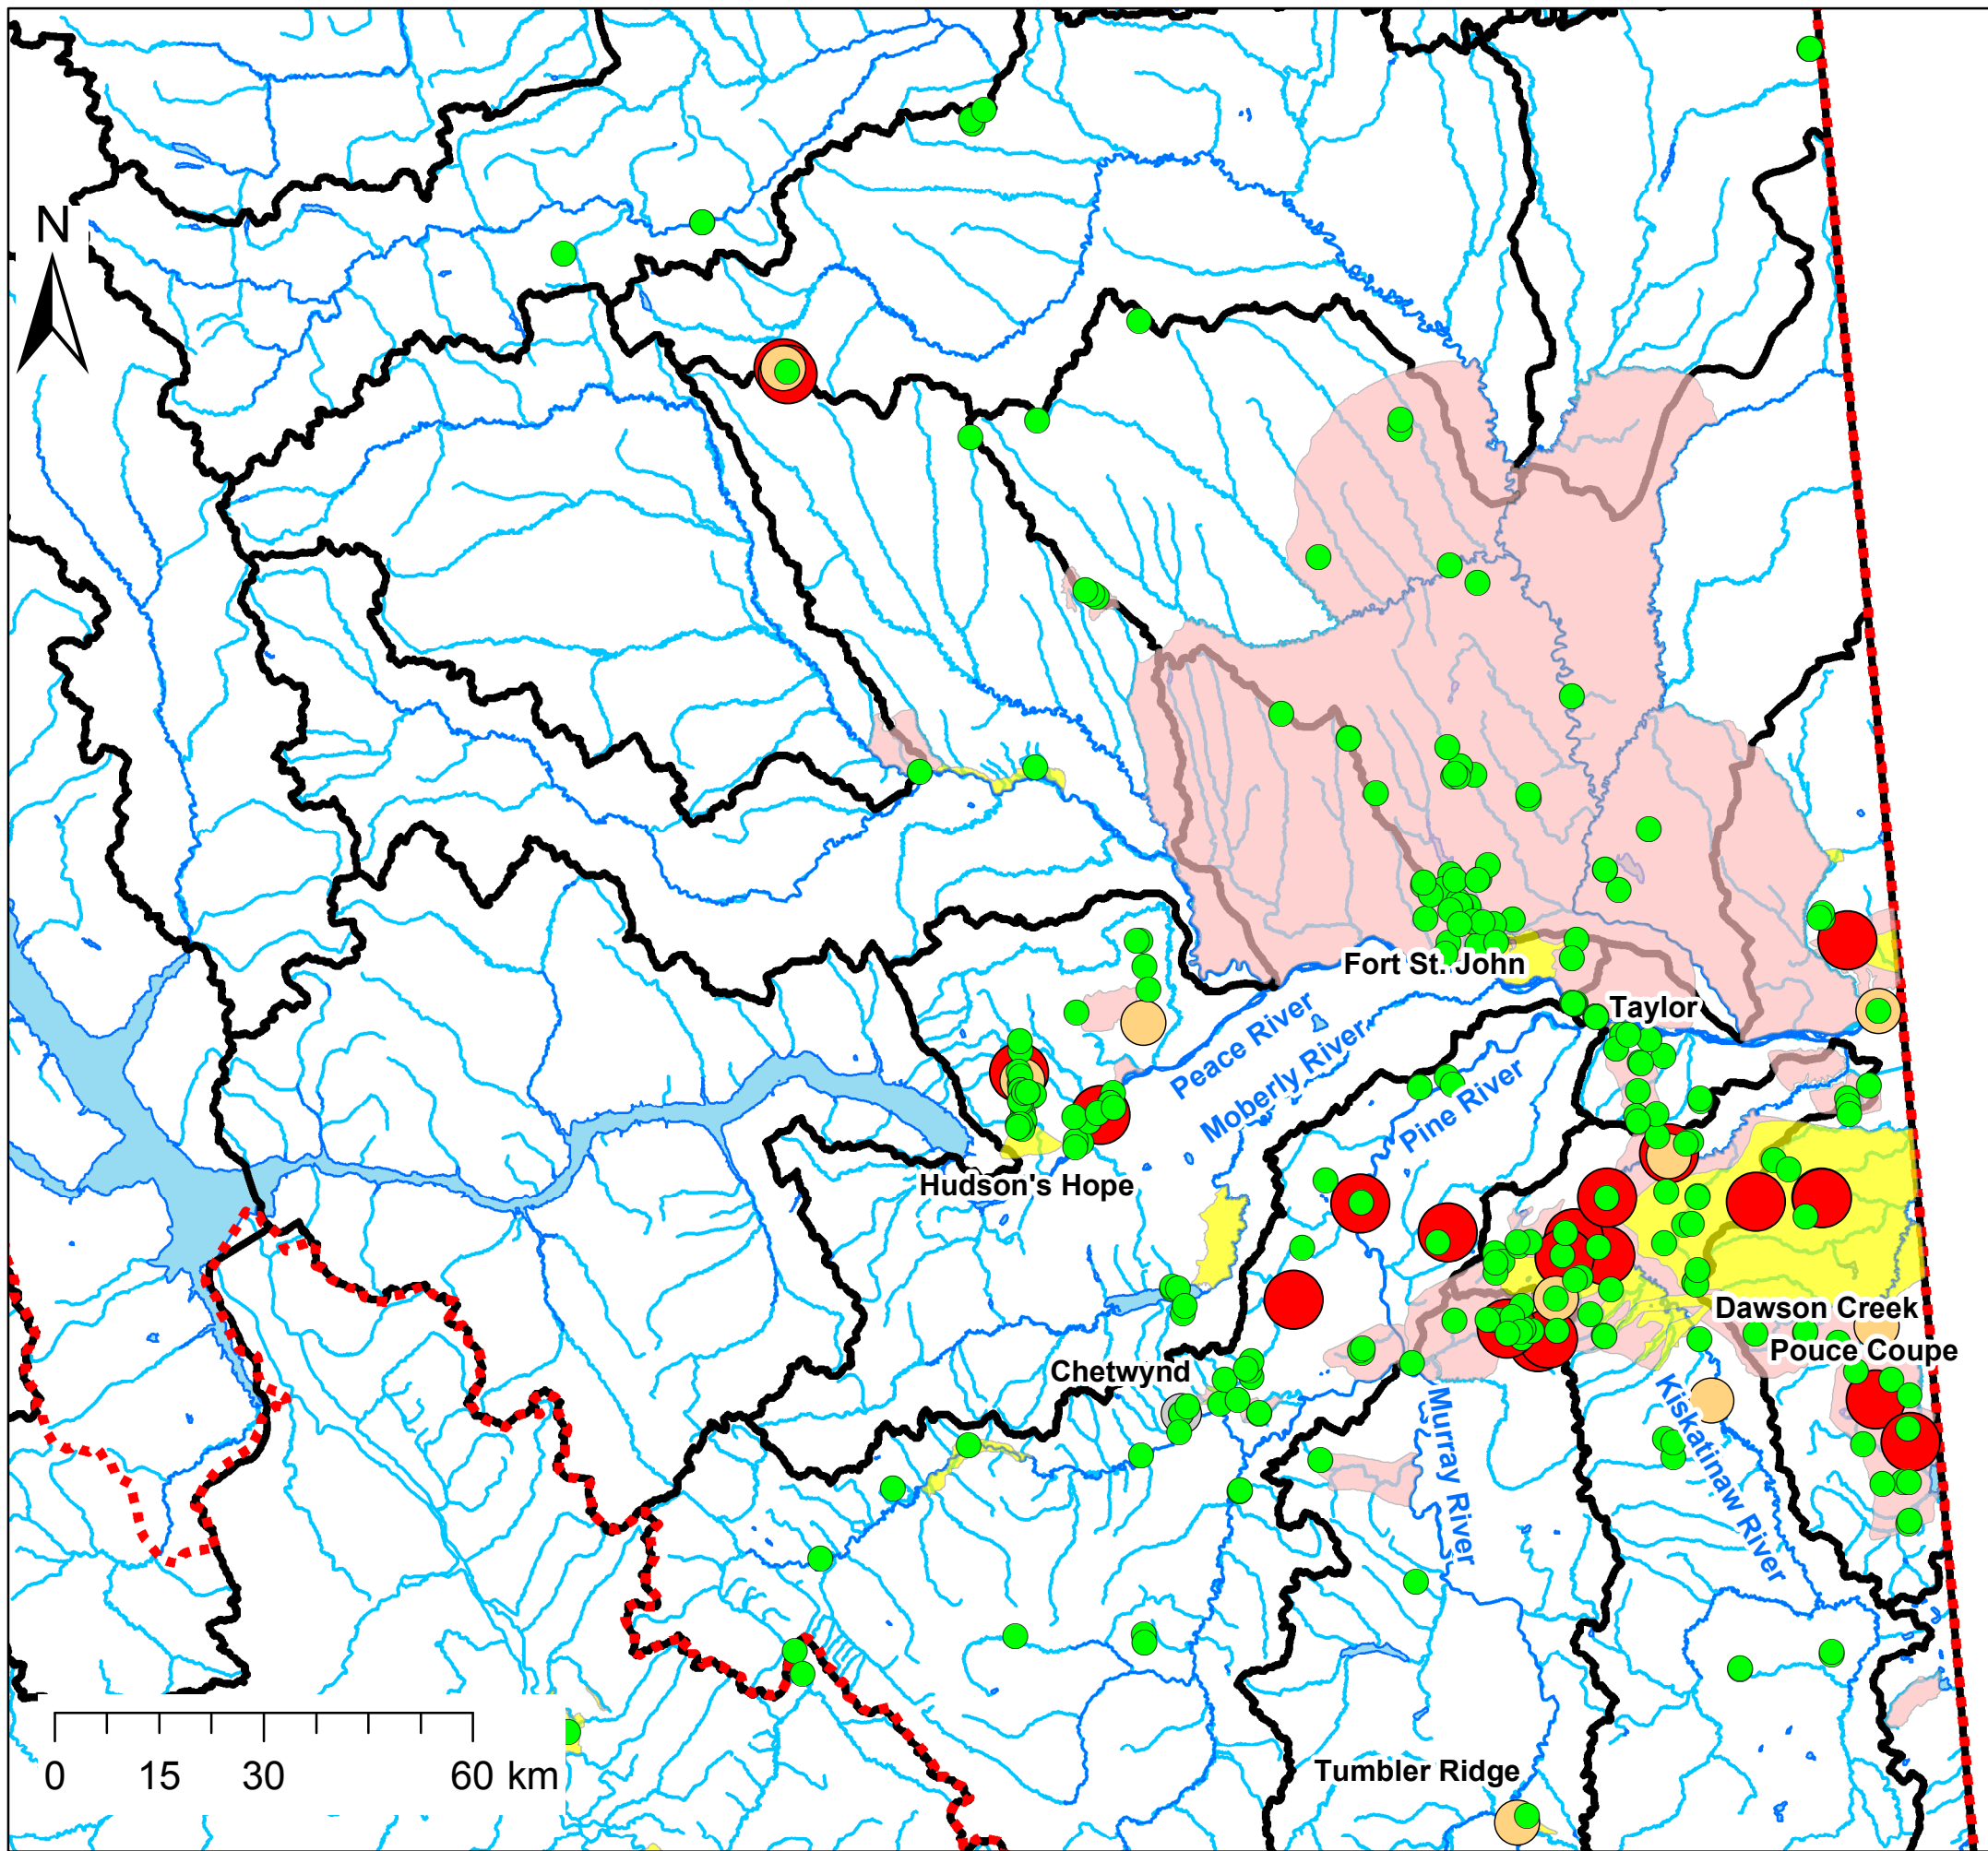 N
Fort St. John
Taylor
Peace River
Moberly River
Pine River
Hudson's Hope
Dawson Creek
Pouce Coupe
Chetwynd
Murray River
Kiskatinaw River
Tumbler Ridge
0 15 30 60 km